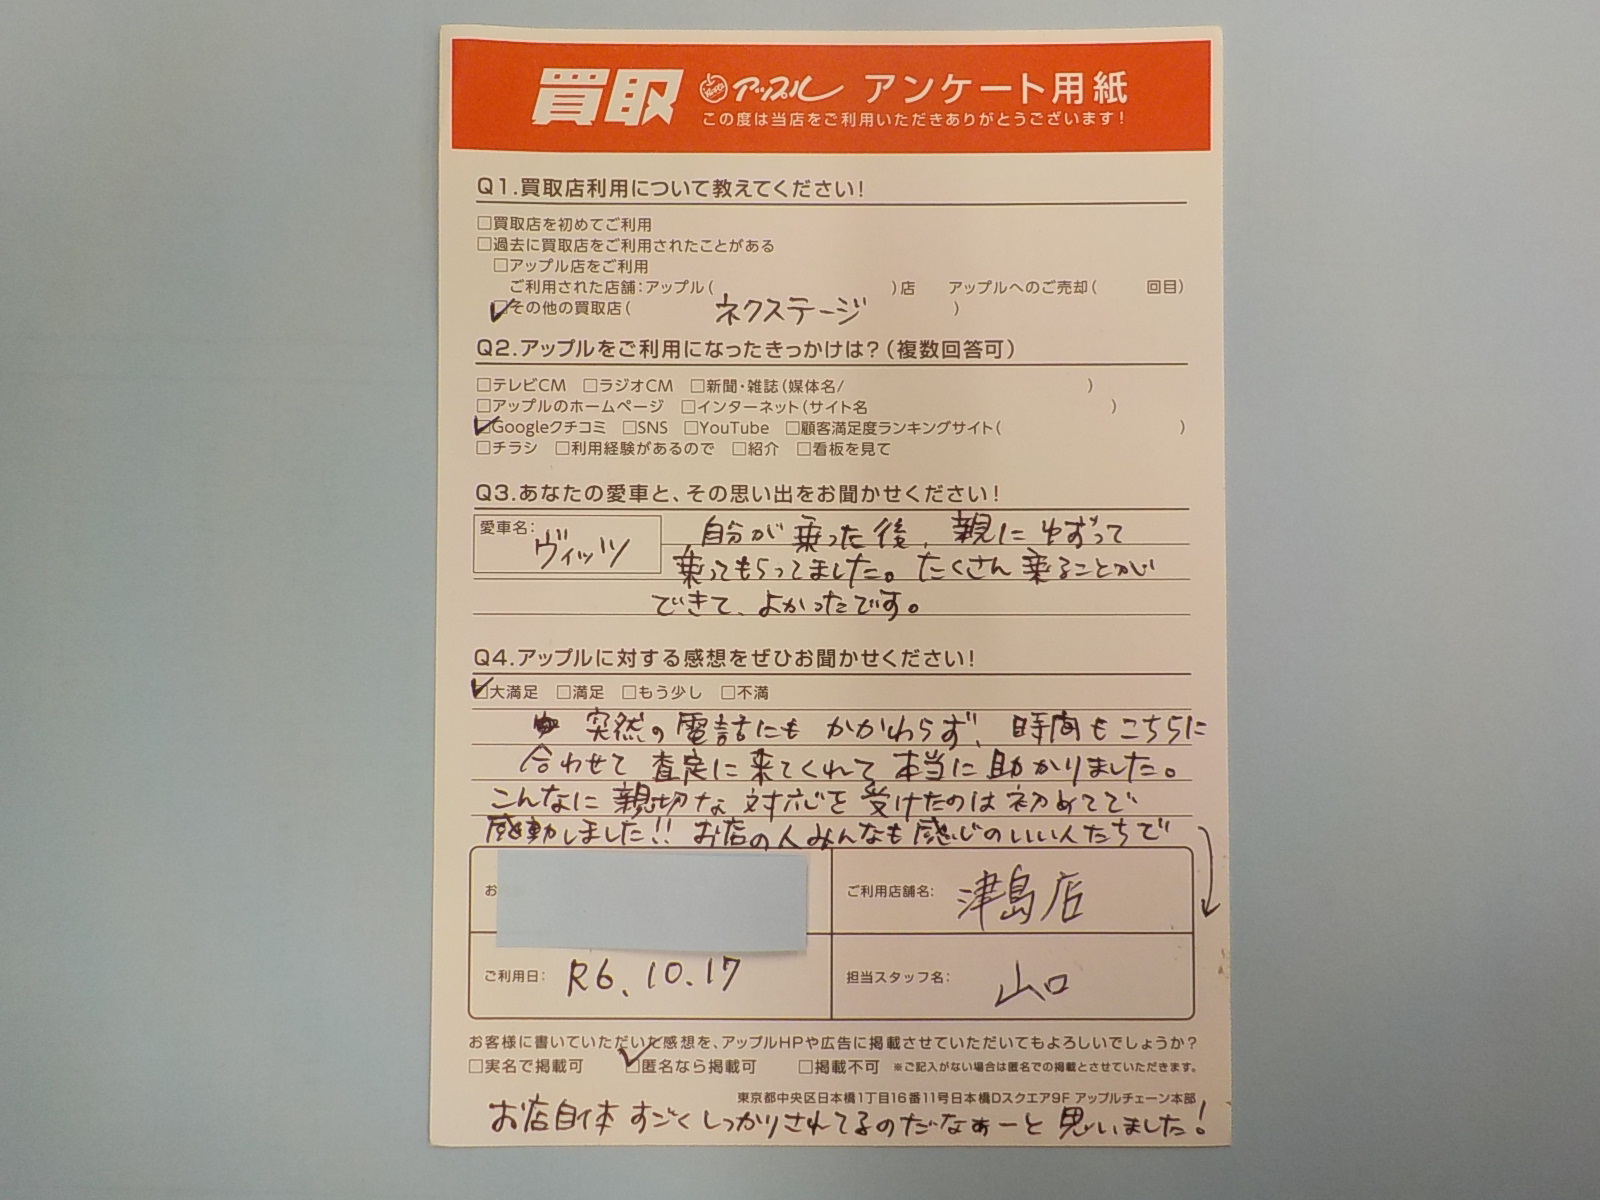 買取 アップル アンケート用紙
この度は当店をご利用いただきありがとうございます!
Q1.買取店利用について教えてください!
□買取店を初めてご利用
□過去に買取店をご利用されたことがある
□アップル店をご利用
ご利用された店舗:アップル( )店 アップルへのご売却( 回目)
☑その他の買取店( ネクステージ )
Q2.アップルをご利用になったきっかけは?(複数回答可)
□テレビCM □ラジオCM □新聞・雑誌(媒体名/ )
□アップルのホームページ □インターネット(サイト名 )
☑Googleクチコミ □SNS □YouTube □顧客満足度ランキングサイト( )
□チラシ □利用経験があるので □紹介 □看板を見て
Q3.あなたの愛車と、その思い出をお聞かせください!
愛車名: ヴィッツ
自分が乗った後、親にゆずって
乗ってもらってました。たくさん乗ることが
できて、よかったです。
Q4.アップルに対する感想をぜひお聞かせください!
☑大満足 □満足 □もう少し □不満
突然の電話にもかかわらず、時間もこちらに
合わせて査定に来てくれて本当に助かりました。
こんなに親切な対応を受けたのは初めてで
感動しました!!お店の人みんなも感じのいい人たちで
お
ご利用店舗名: 津島店
ご利用日: R6.10.17
担当スタッフ名: 山口
お客様に書いていただいた感想を、アップルHPや広告に掲載させていただいてもよろしいでしょうか?
□実名で掲載可 ☑匿名なら掲載可 □掲載不可 ※ご記入がない場合は匿名での掲載とさせていただきます。
東京都中央区日本橋1丁目16番11号日本橋Dスクエア9F アップルチェーン本部
お店自体すごくしっかりされてるのだなぁーと思いました!